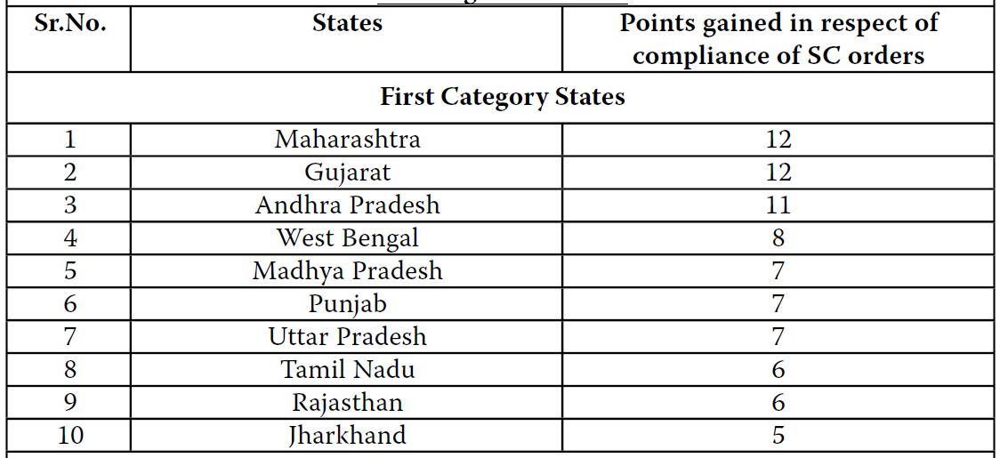 Sr.No. States Points gained in respect of
compliance of SC orders
First Category States
1 Maharashtra 12
2 Gujarat 12
3 Andhra Pradesh 11
4 West Bengal 8
5 Madhya Pradesh 7
6 Punjab 7
7 Uttar Pradesh 7
8 Tamil Nadu 6
9 Rajasthan 6
10 Jharkhand 5